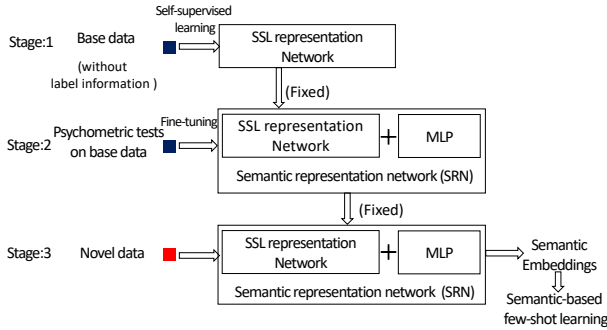 Self-supervised
learning
Stage:1
Base data
(without
label information )
SSL representation
Network
(Fixed)
Stage:2
Psychometric tests
on base data
Fine-tuning
SSL representation
Network
+
MLP
Semantic representation network (SRN)
(Fixed)
Stage:3
Novel data
SSL representation
Network
+
MLP
Semantic representation network (SRN)
Semantic
Embeddings
Semantic-based
few-shot learning